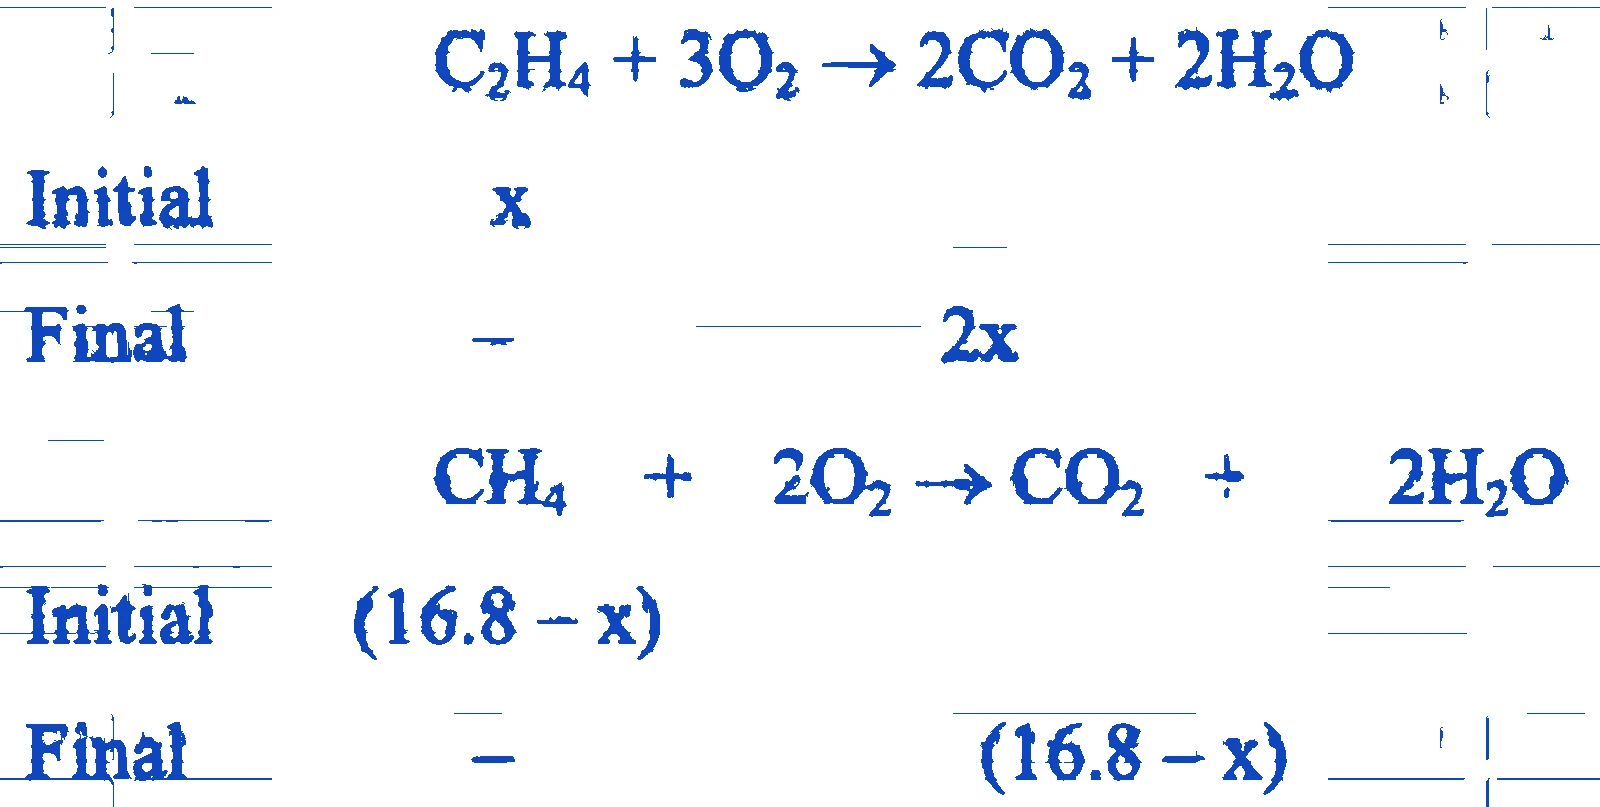 C₂H₄ + 3O₂ → 2CO₂ + 2H₂O
Initial x
Final – 2x
CH₄ + 2O₂ → CO₂ + 2H₂O
Initial (16.8 – x)
Final – (16.8 – x)